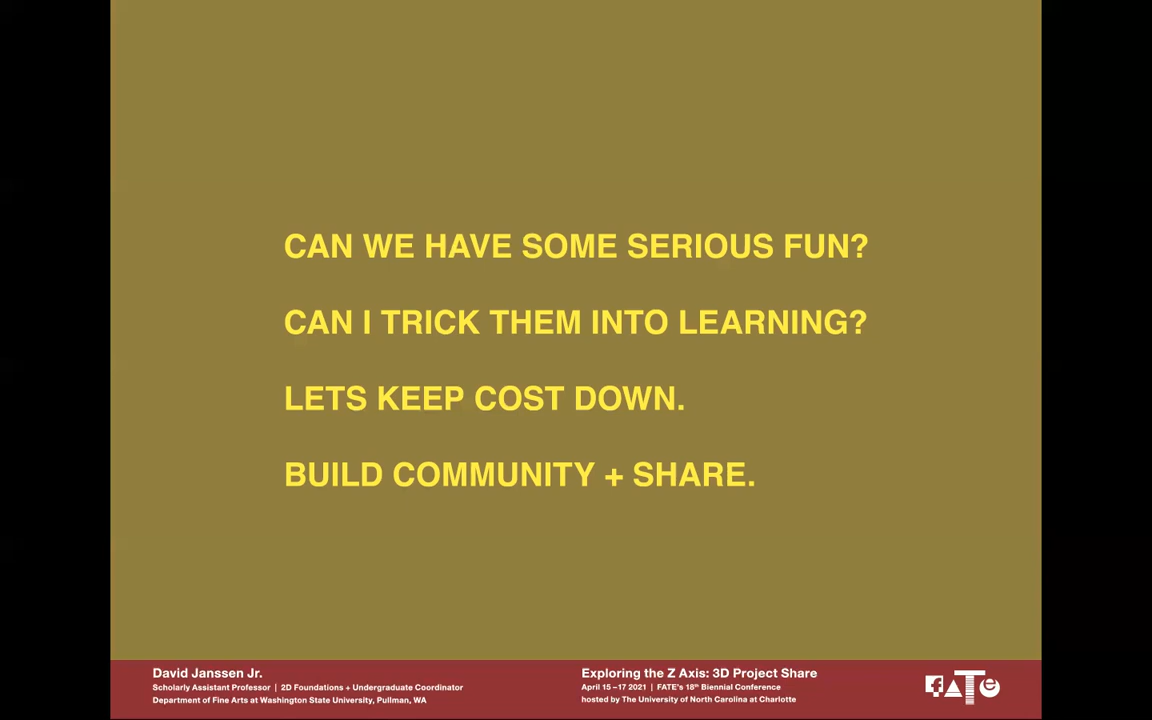 CAN WE HAVE SOME SERIOUS FUN?
CAN I TRICK THEM INTO LEARNING?
LETS KEEP COST DOWN.
BUILD COMMUNITY + SHARE.
David Janssen Jr.
Scholarly Assistant Professor | 2D Foundations + Undergraduate Coordinator
Department of Fine Arts at Washington State University, Pullman, WA
Exploring the Z Axis: 3D Project Share
April 15 – 17 2021 | FATE's 18th Biennial Conference
hosted by The University of North Carolina at Charlotte
fATe